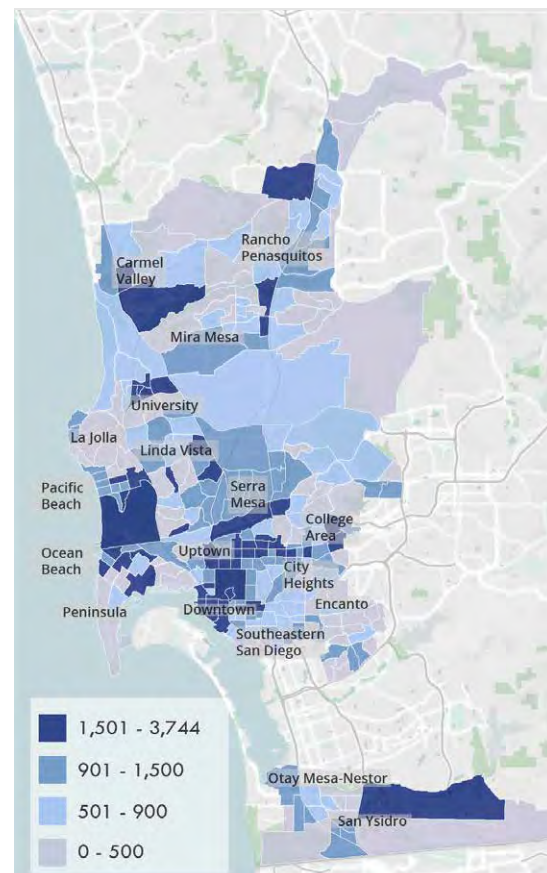 Rancho
Penasquitos
Carmel
Valley
Mira Mesa
University
La Jolla
Linda Vista
Pacific
Beach
Serra
Mesa
College
Area
Ocean
Beach
Uptown
City
Heights
Peninsula
Downtown
Encanto
Southeastern
San Diego
1,501 - 3,744
901 - 1,500
501 - 900
0 - 500
Otay Mesa-Nestor
San Ysidro